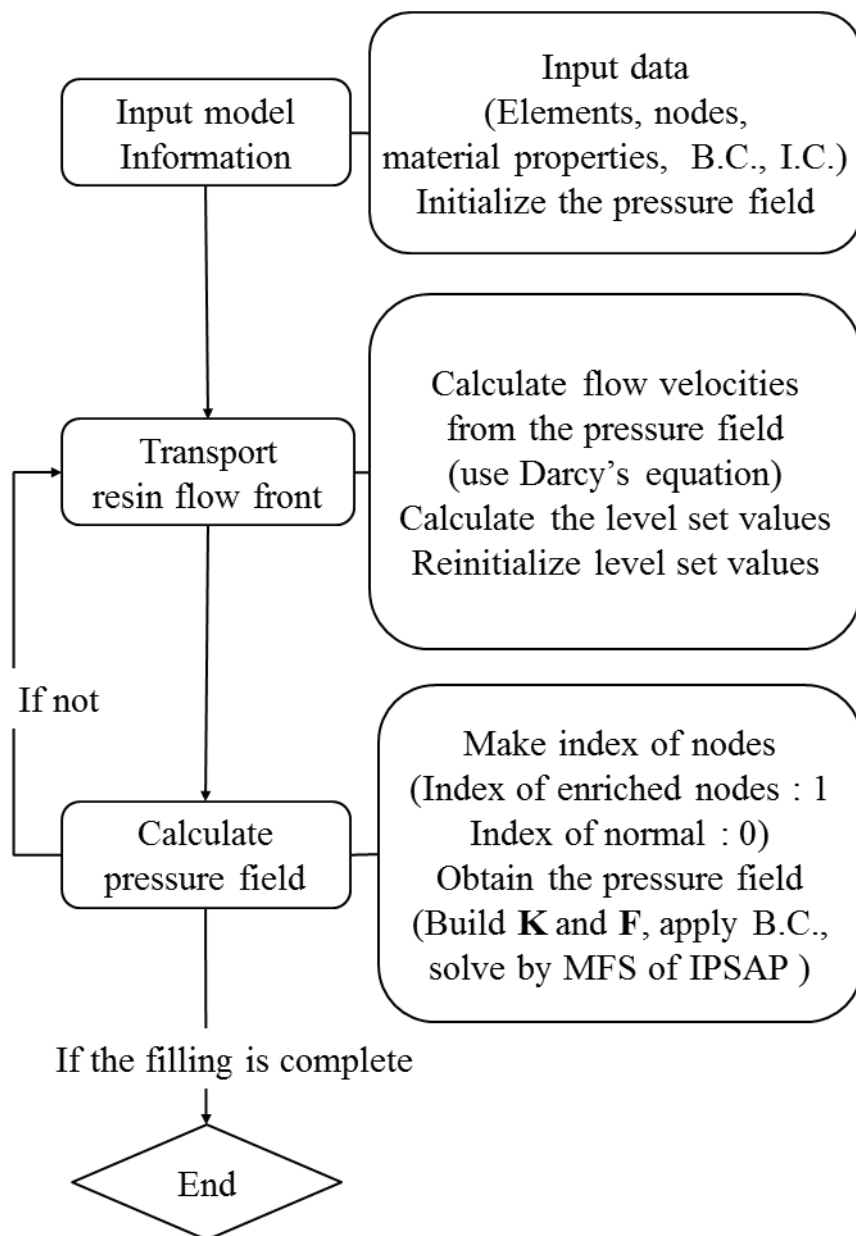 Input model
Information
Input data
(Elements, nodes,
material properties, B.C., I.C.)
Initialize the pressure field
Transport
resin flow front
Calculate flow velocities
from the pressure field
(use Darcy’s equation)
Calculate the level set values
Reinitialize level set values
If not
Calculate
pressure field
Make index of nodes
(Index of enriched nodes : 1
Index of normal : 0)
Obtain the pressure field
(Build K and F, apply B.C.,
solve by MFS of IPSAP )
If the filling is complete
End